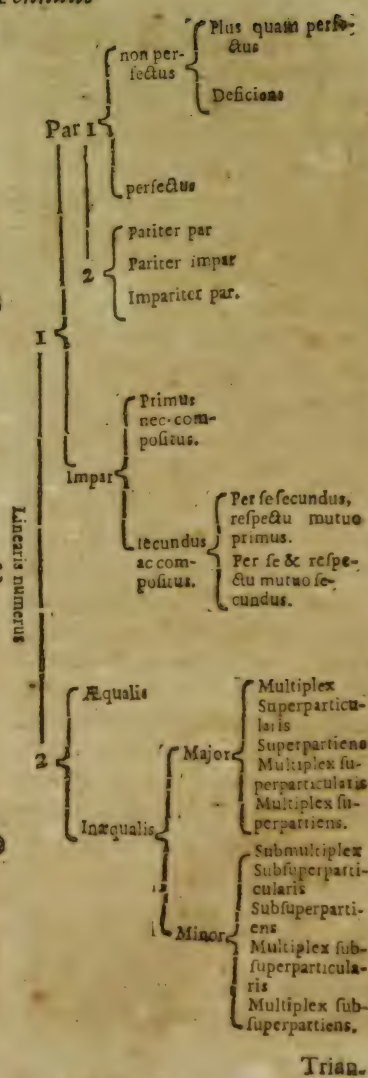 Plus quam perfe-
ctus
non per-
fectus
Deficiens
Par 1
perfectus
Pariter par
Pariter impar
2
Impariter par.
1
Primus
nec com-
positus.
Impar
Per se secundus,
respectu mutuo
primus.
secundus
ac com-
positus.
Per se & respe-
ctu mutuo se-
cundus.
Linearis numerus
2
Æqualis
Inæqualis
Major
Multiplex
Superparticu-
laris
Superpartiens
Multiplex su-
perparticularis
Multiplex su-
perpartiens.
Minor
Submultiplex
Subsuperparti-
cularis
Subsuperparti-
ens
Multiplex sub-
superparticula-
ris
Multiplex sub-
superpartiens.
Trian-